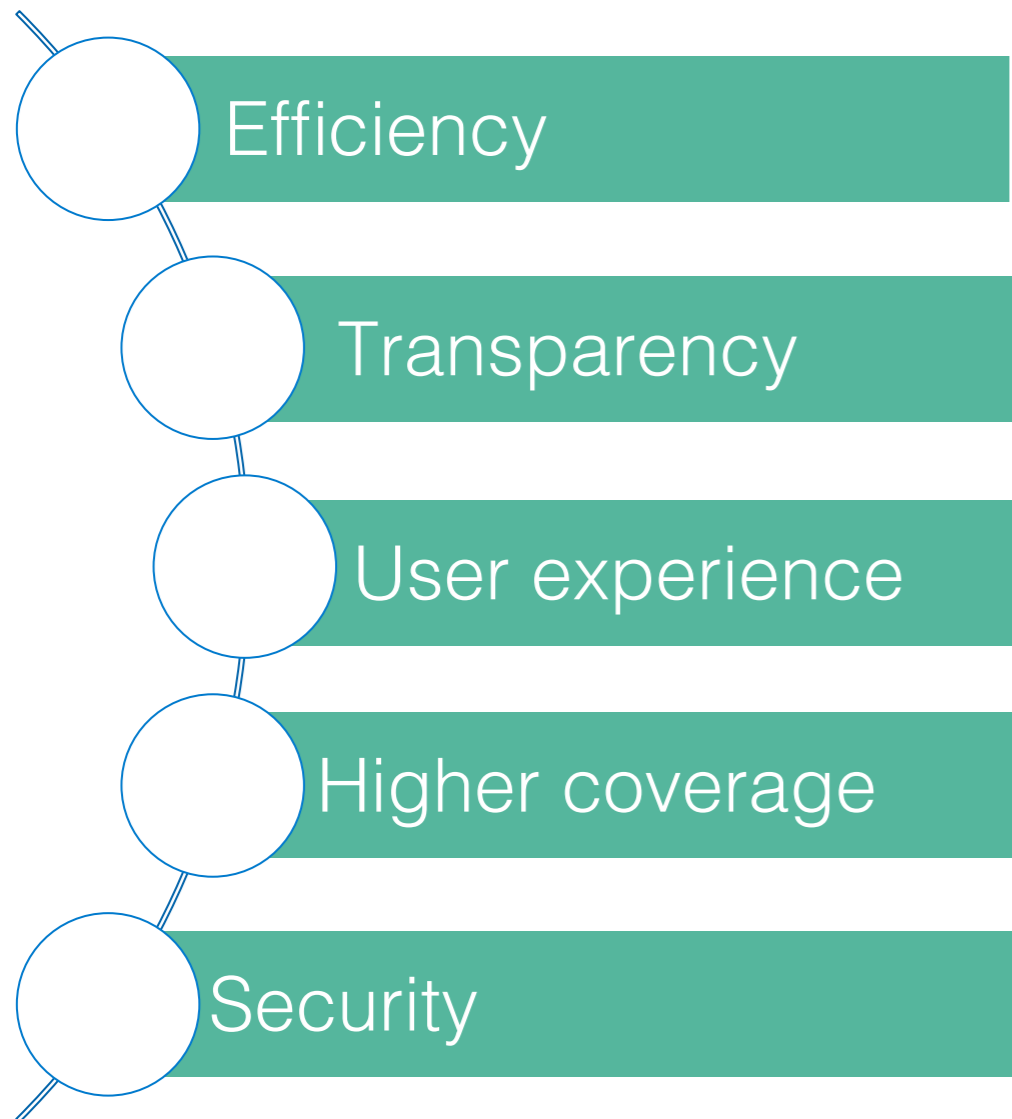 Efficiency
Transparency
User experience
Higher coverage
Security